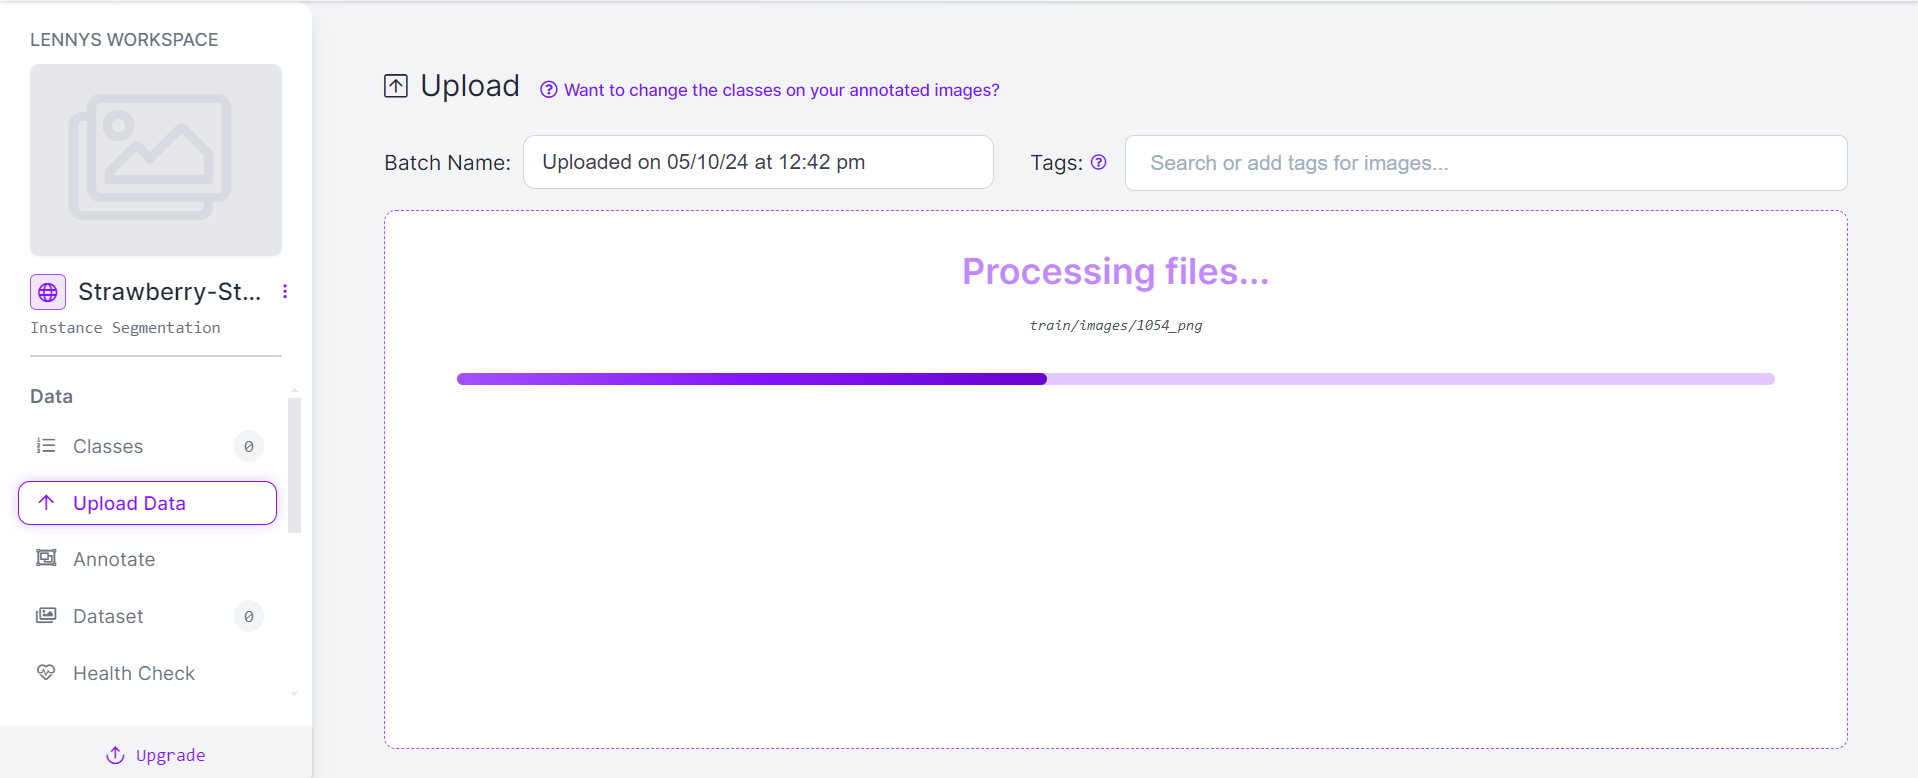 LENNYS WORKSPACE
Strawberry-St...
Instance Segmentation
Data
Classes 0
Upload Data
Annotate
Dataset 0
Health Check
Upgrade
Upload Want to change the classes on your annotated images?
Batch Name: Uploaded on 05/10/24 at 12:42 pm Tags: Search or add tags for images...
Processing files...
train/images/1054_png